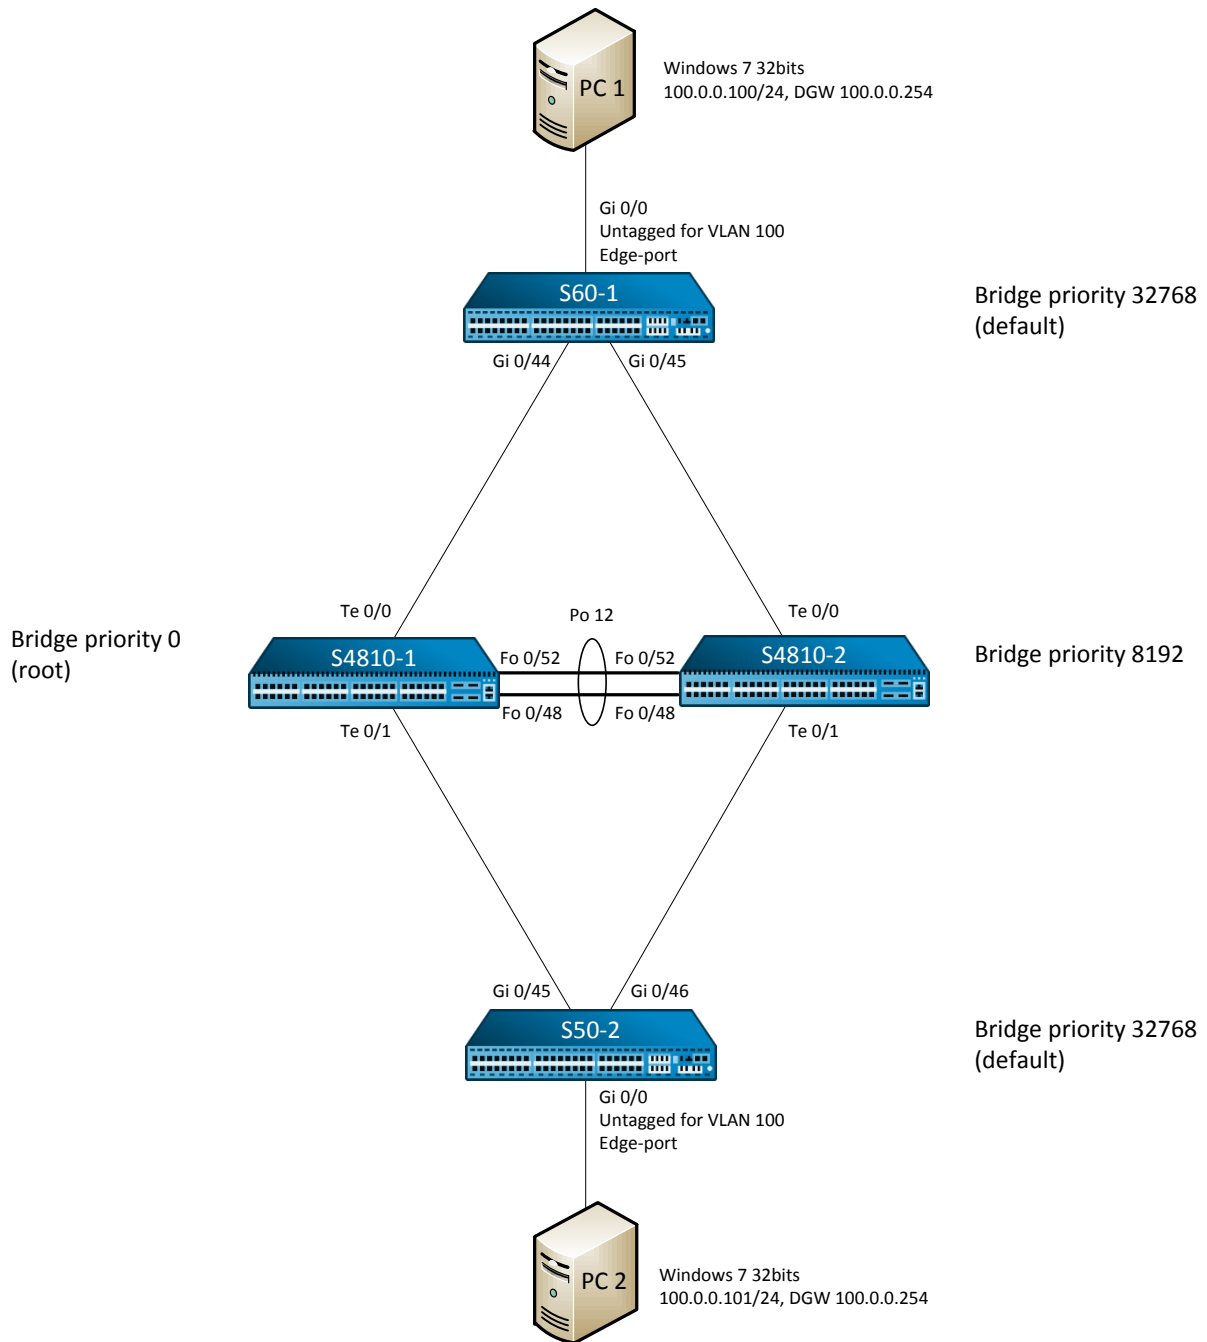 PC 1
Windows 7 32bits
100.0.0.100/24, DGW 100.0.0.254
Gi 0/0
Untagged for VLAN 100
Edge-port
S60-1
Bridge priority 32768
(default)
Gi 0/44
Gi 0/45
Te 0/0
Po 12
Te 0/0
Bridge priority 0
(root)
S4810-1
Fo 0/52
Fo 0/52
S4810-2
Bridge priority 8192
Fo 0/48
Fo 0/48
Te 0/1
Te 0/1
Gi 0/45
Gi 0/46
S50-2
Bridge priority 32768
(default)
Gi 0/0
Untagged for VLAN 100
Edge-port
PC 2
Windows 7 32bits
100.0.0.101/24, DGW 100.0.0.254